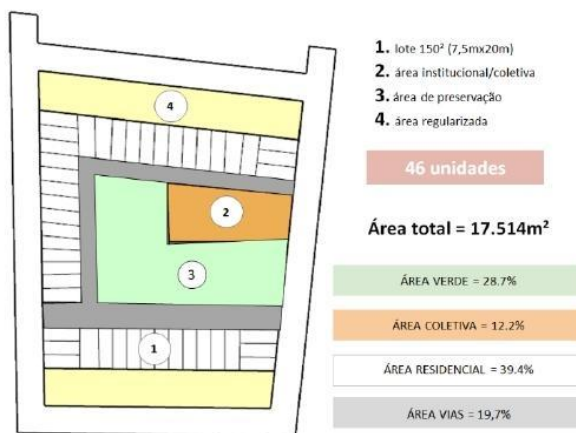 1. lote 150² (7,5mx20m)
2. área institucional/coletiva
3. área de preservação
4. área regularizada
46 unidades
Área total = 17.514m²
ÁREA VERDE = 28.7%
ÁREA COLETIVA = 12.2%
ÁREA RESIDENCIAL = 39.4%
ÁREA VIAS = 19,7%
4
2
3
1